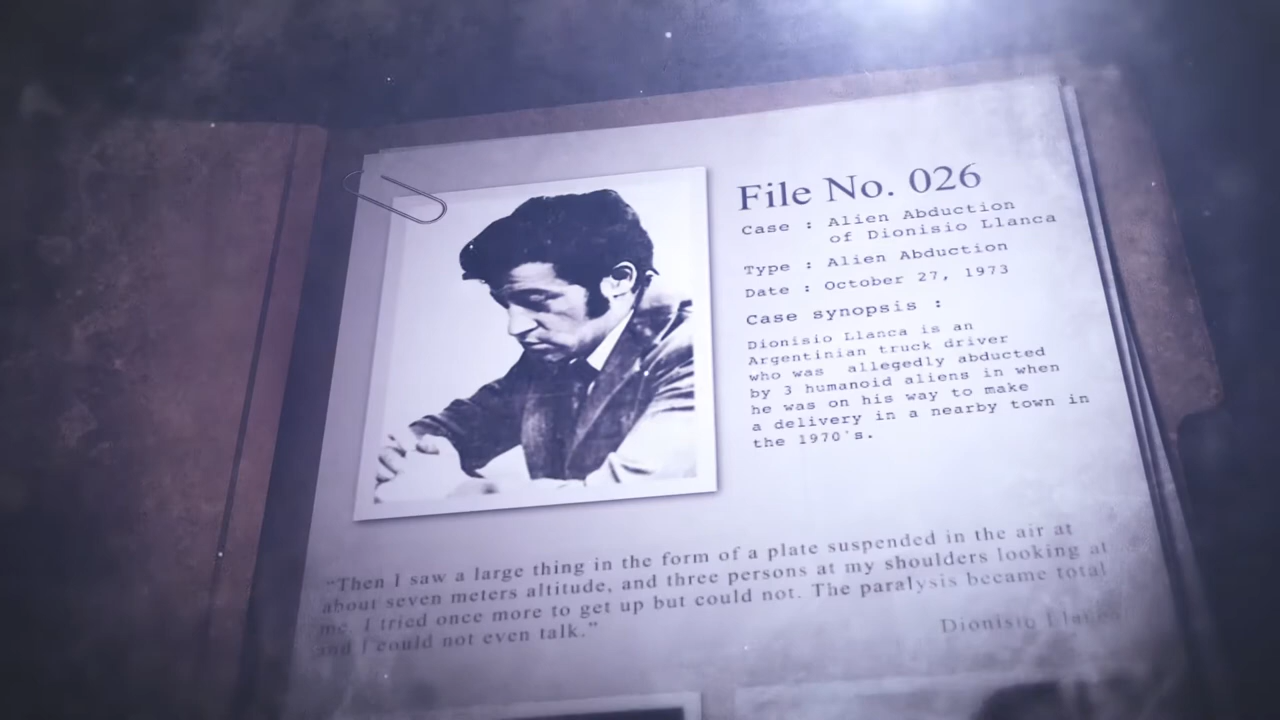 File No. 026
Case : Alien Abduction
of Dionisio Llanca
Type : Alien Abduction
Date : October 27, 1973
Case synopsis :
Dionisio Llanca is an
Argentinian truck driver
who was allegedly abducted
by 3 humanoid aliens in when
he was on his way to make
a delivery in a nearby town in
the 1970's.
“Then I saw a large thing in the form of a plate suspended in the air at
about seven meters altitude, and three persons at my shoulders looking at
me. I tried once more to get up but could not. The paralysis became total
and I could not even talk.”
Dionisio Llanca